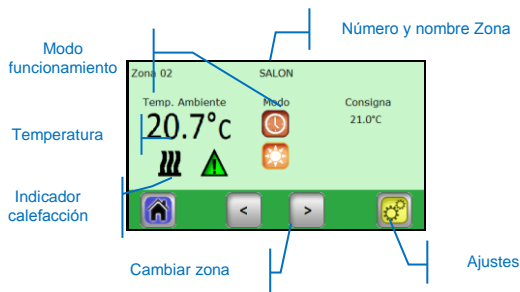 Número y nombre Zona
Modo
funcionamiento
Zona 02 SALON
Temp. Ambiente Modo Consigna
20.7°c 21.0°C
Temperatura
Indicador
calefacción
< >
Cambiar zona
Ajustes